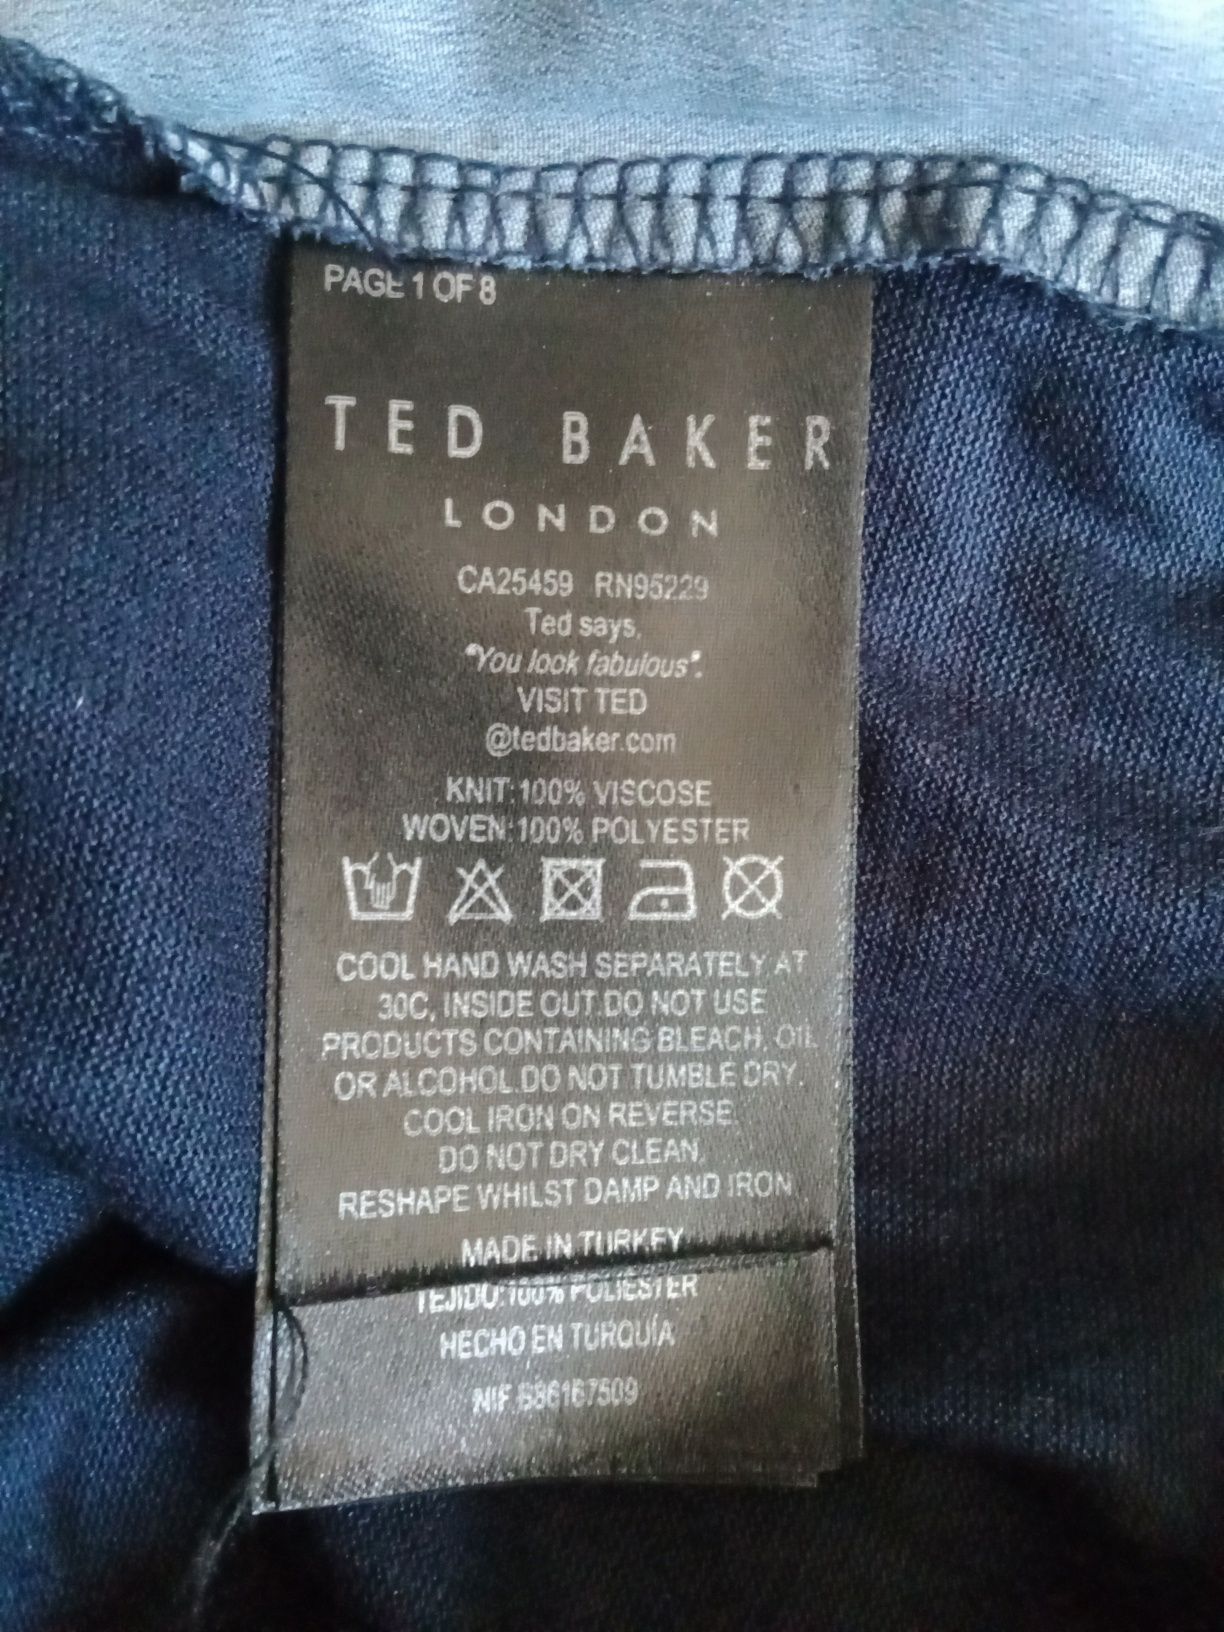 PAGE 1 OF 8
TED BAKER
LONDON
CA25459 RN95229
Ted says,
"You look fabulous".
VISIT TED
@tedbaker.com
KNIT:100% VISCOSE
WOVEN:100% POLYESTER
COOL HAND WASH SEPARATELY AT
30C, INSIDE OUT.DO NOT USE
PRODUCTS CONTAINING BLEACH, OIL
OR ALCOHOL.DO NOT TUMBLE DRY.
COOL IRON ON REVERSE.
DO NOT DRY CLEAN.
RESHAPE WHILST DAMP AND IRON.
MADE IN TURKEY
TEJIDO:100% POLIESTER
HECHO EN TURQUÍA
NIF